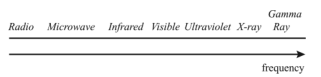 Gamma
Radio Microwave Infrared Visible Ultraviolet X-ray Ray
frequency